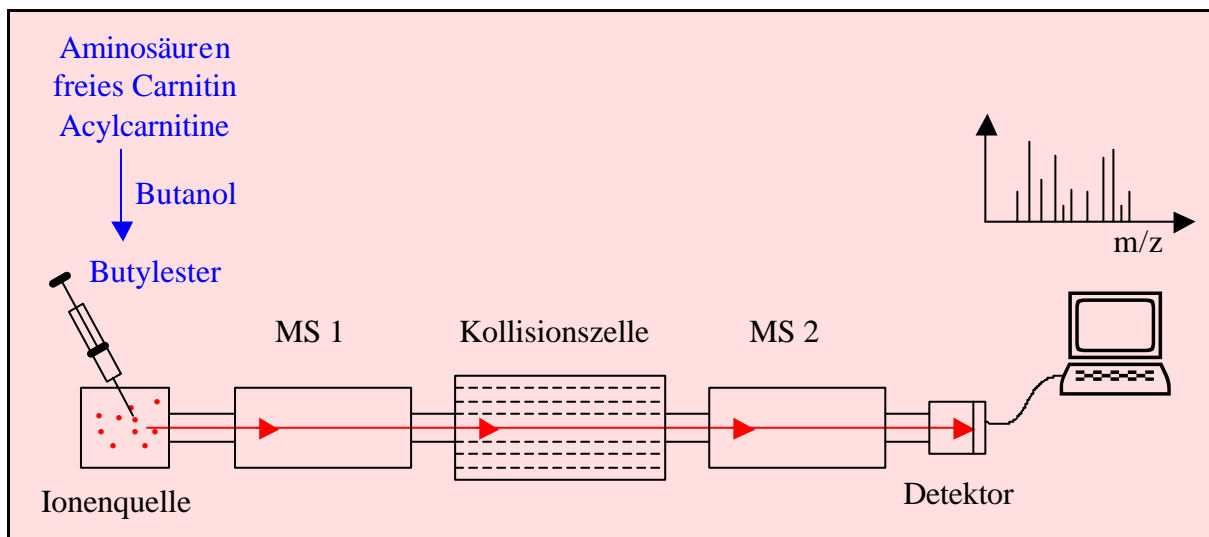 Aminosäuren
freies Carnitin
Acylcarnitine
Butanol
Butylester
m/z
MS 1
Kollisionszelle
MS 2
Ionenquelle
Detektor